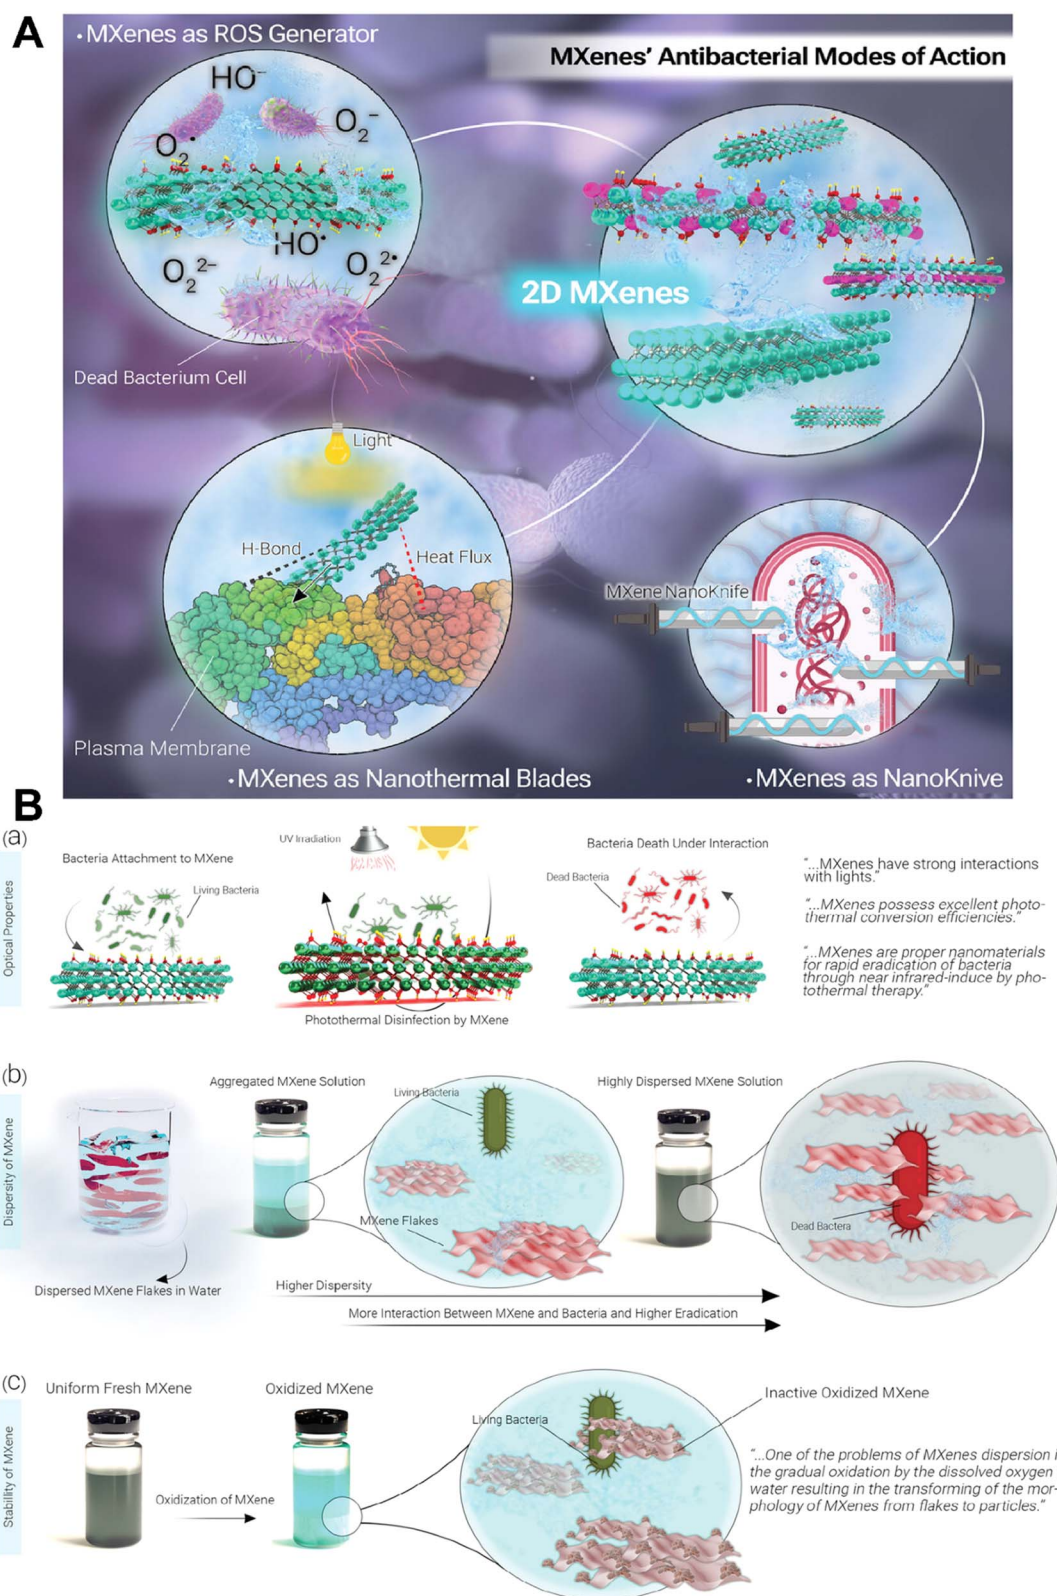 A
• MXenes as ROS Generator
MXenes' Antibacterial Modes of Action
HO⁻
O₂⁻
O₂•
HO•
O₂²⁻
O₂²•
Dead Bacterium Cell
2D MXenes
Light
H-Bond
Heat Flux
Plasma Membrane
• MXenes as Nanothermal Blades
MXene NanoKnife
• MXenes as NanoKnive
B
(a)
Optical Properties
Bacteria Attachment to MXene
Living Bacteria
UV Irradiation
Photothermal Disinfection by MXene
Bacteria Death Under Interaction
Dead Bacteria
"...MXenes have strong interactions
with lights."
"...MXenes possess excellent photo-
thermal conversion efficiencies."
"...MXenes are proper nanomaterials
for rapid eradication of bacteria
through near infrared-induce by pho-
totothermal therapy."
(b)
Dispersity of MXene
Dispersed MXene Flakes in Water
Aggregated MXene Solution
Living Bacteria
MXene Flakes
Highly Dispersed MXene Solution
Dead Bactera
Higher Dispersity
More Interaction Between MXene and Bacteria and Higher Eradication
(c)
Stability of MXene
Uniform Fresh MXene
Oxidized MXene
Oxidization of MXene
Living Bacteria
Inactive Oxidized MXene
"...One of the problems of MXenes dispersion i
the gradual oxidation by the dissolved oxygen
water resulting in the transforming of the mor-
phology of MXenes from flakes to particles."